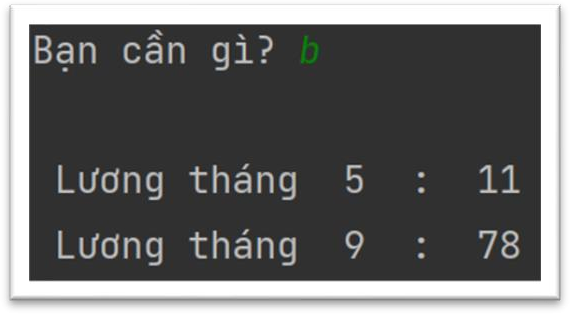 Bạn cần gì? b
Lương tháng 5 : 11
Lương tháng 9 : 78